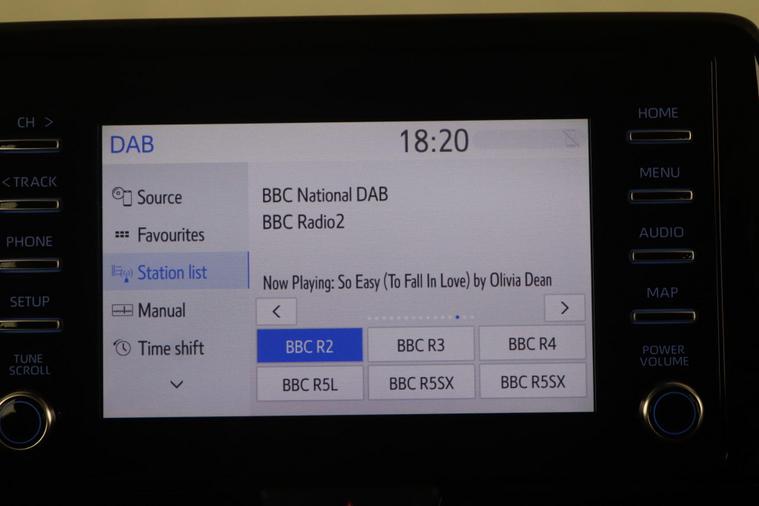 CH >
< TRACK
PHONE
SETUP
TUNE
SCROLL
DAB
18:20
Source
Favourites
Station list
Manual
Time shift
BBC National DAB
BBC Radio2
Now Playing: So Easy (To Fall In Love) by Olivia Dean
< >
BBC R2 BBC R3 BBC R4
BBC R5L BBC R5SX BBC R5SX
HOME
MENU
AUDIO
MAP
POWER
VOLUME